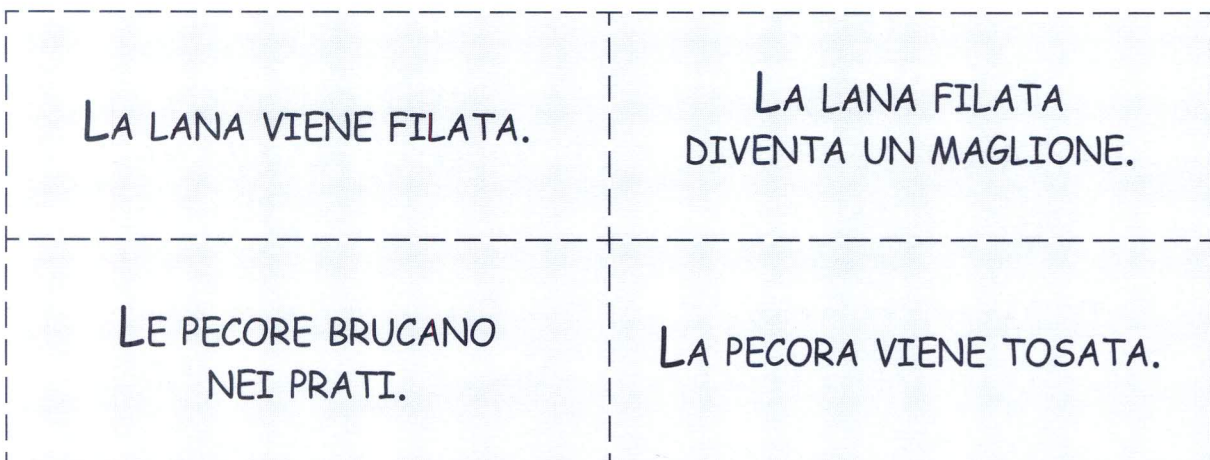 LA LANA VIENE FILATA.
LA LANA FILATA
DIVENTA UN MAGLIONE.
LE PECORE BRUCANO
NEI PRATI.
LA PECORA VIENE TOSATA.